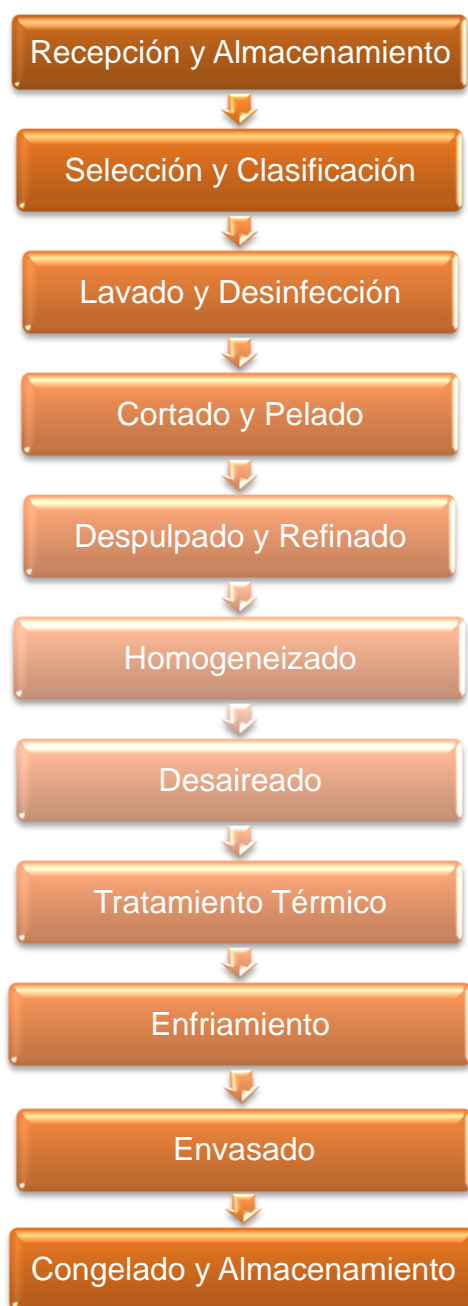 Recepción y Almacenamiento
Selección y Clasificación
Lavado y Desinfección
Cortado y Pelado
Despulpado y Refinado
Homogeneizado
Desaireado
Tratamiento Térmico
Enfriamiento
Envasado
Congelado y Almacenamiento